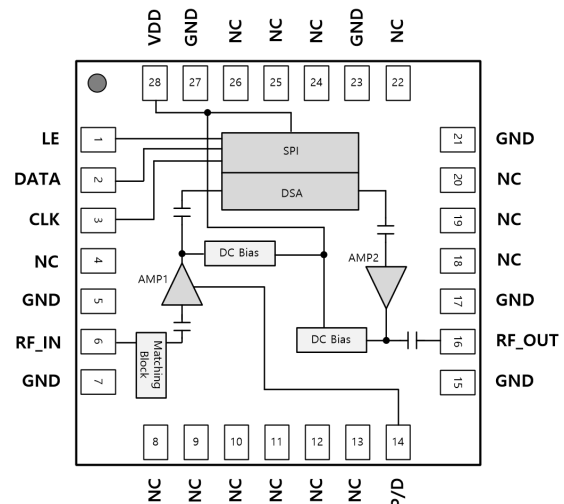 VDD
GND
NC
NC
NC
GND
NC
28
27
26
25
24
23
22
LE
1
SPI
21
GND
DATA
2
20
NC
DSA
CLK
3
19
NC
NC
4
DC Bias
AMP2
18
NC
AMP1
GND
5
17
GND
RF_IN
6
Matching
Block
DC Bias
16
RF_OUT
GND
7
15
GND
8
9
10
11
12
13
14
NC
NC
NC
NC
NC
NC
P/D